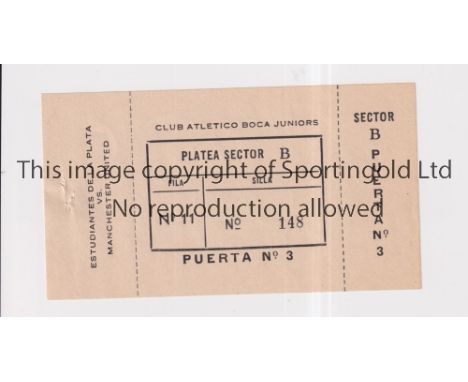 ESTUDIANTES DE LA PLATA
VS.
MANCHESTER UNITED
CLUB ATLETICO BOCA JUNIORS
PLATEA SECTOR B
FILA
SILLA
Nº 11
Nº 148
PUERTA Nº 3
SECTOR
B
PUERTA
Nº
3
This image copyright of Sportingold Ltd
No reproduction allowed